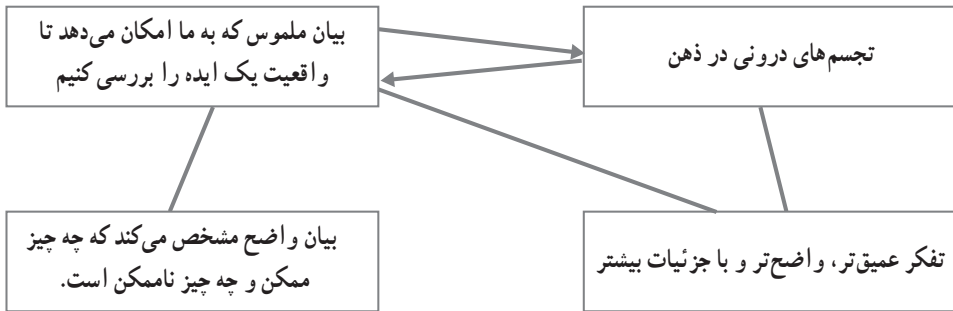 تجسم‌های درونی در ذهن
بیان ملموس که به ما امکان می‌دهد تا
واقعیت یک ایده را بررسی کنیم
تفکر عمیق‌تر، واضح‌تر و با جزئیات بیشتر
بیان واضح مشخص می‌کند که چه چیز
ممکن و چه چیز ناممکن است.